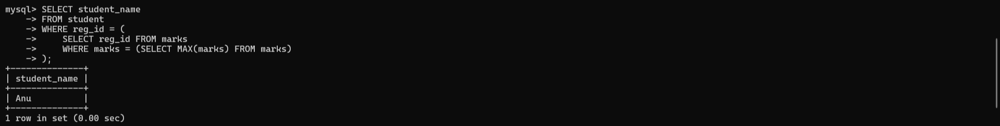 mysql> SELECT student_name
    -> FROM student
    -> WHERE reg_id = (
    ->     SELECT reg_id FROM marks
    ->     WHERE marks = (SELECT MAX(marks) FROM marks)
    -> );
+--------------+
| student_name |
+--------------+
| Anu          |
+--------------+
1 row in set (0.00 sec)